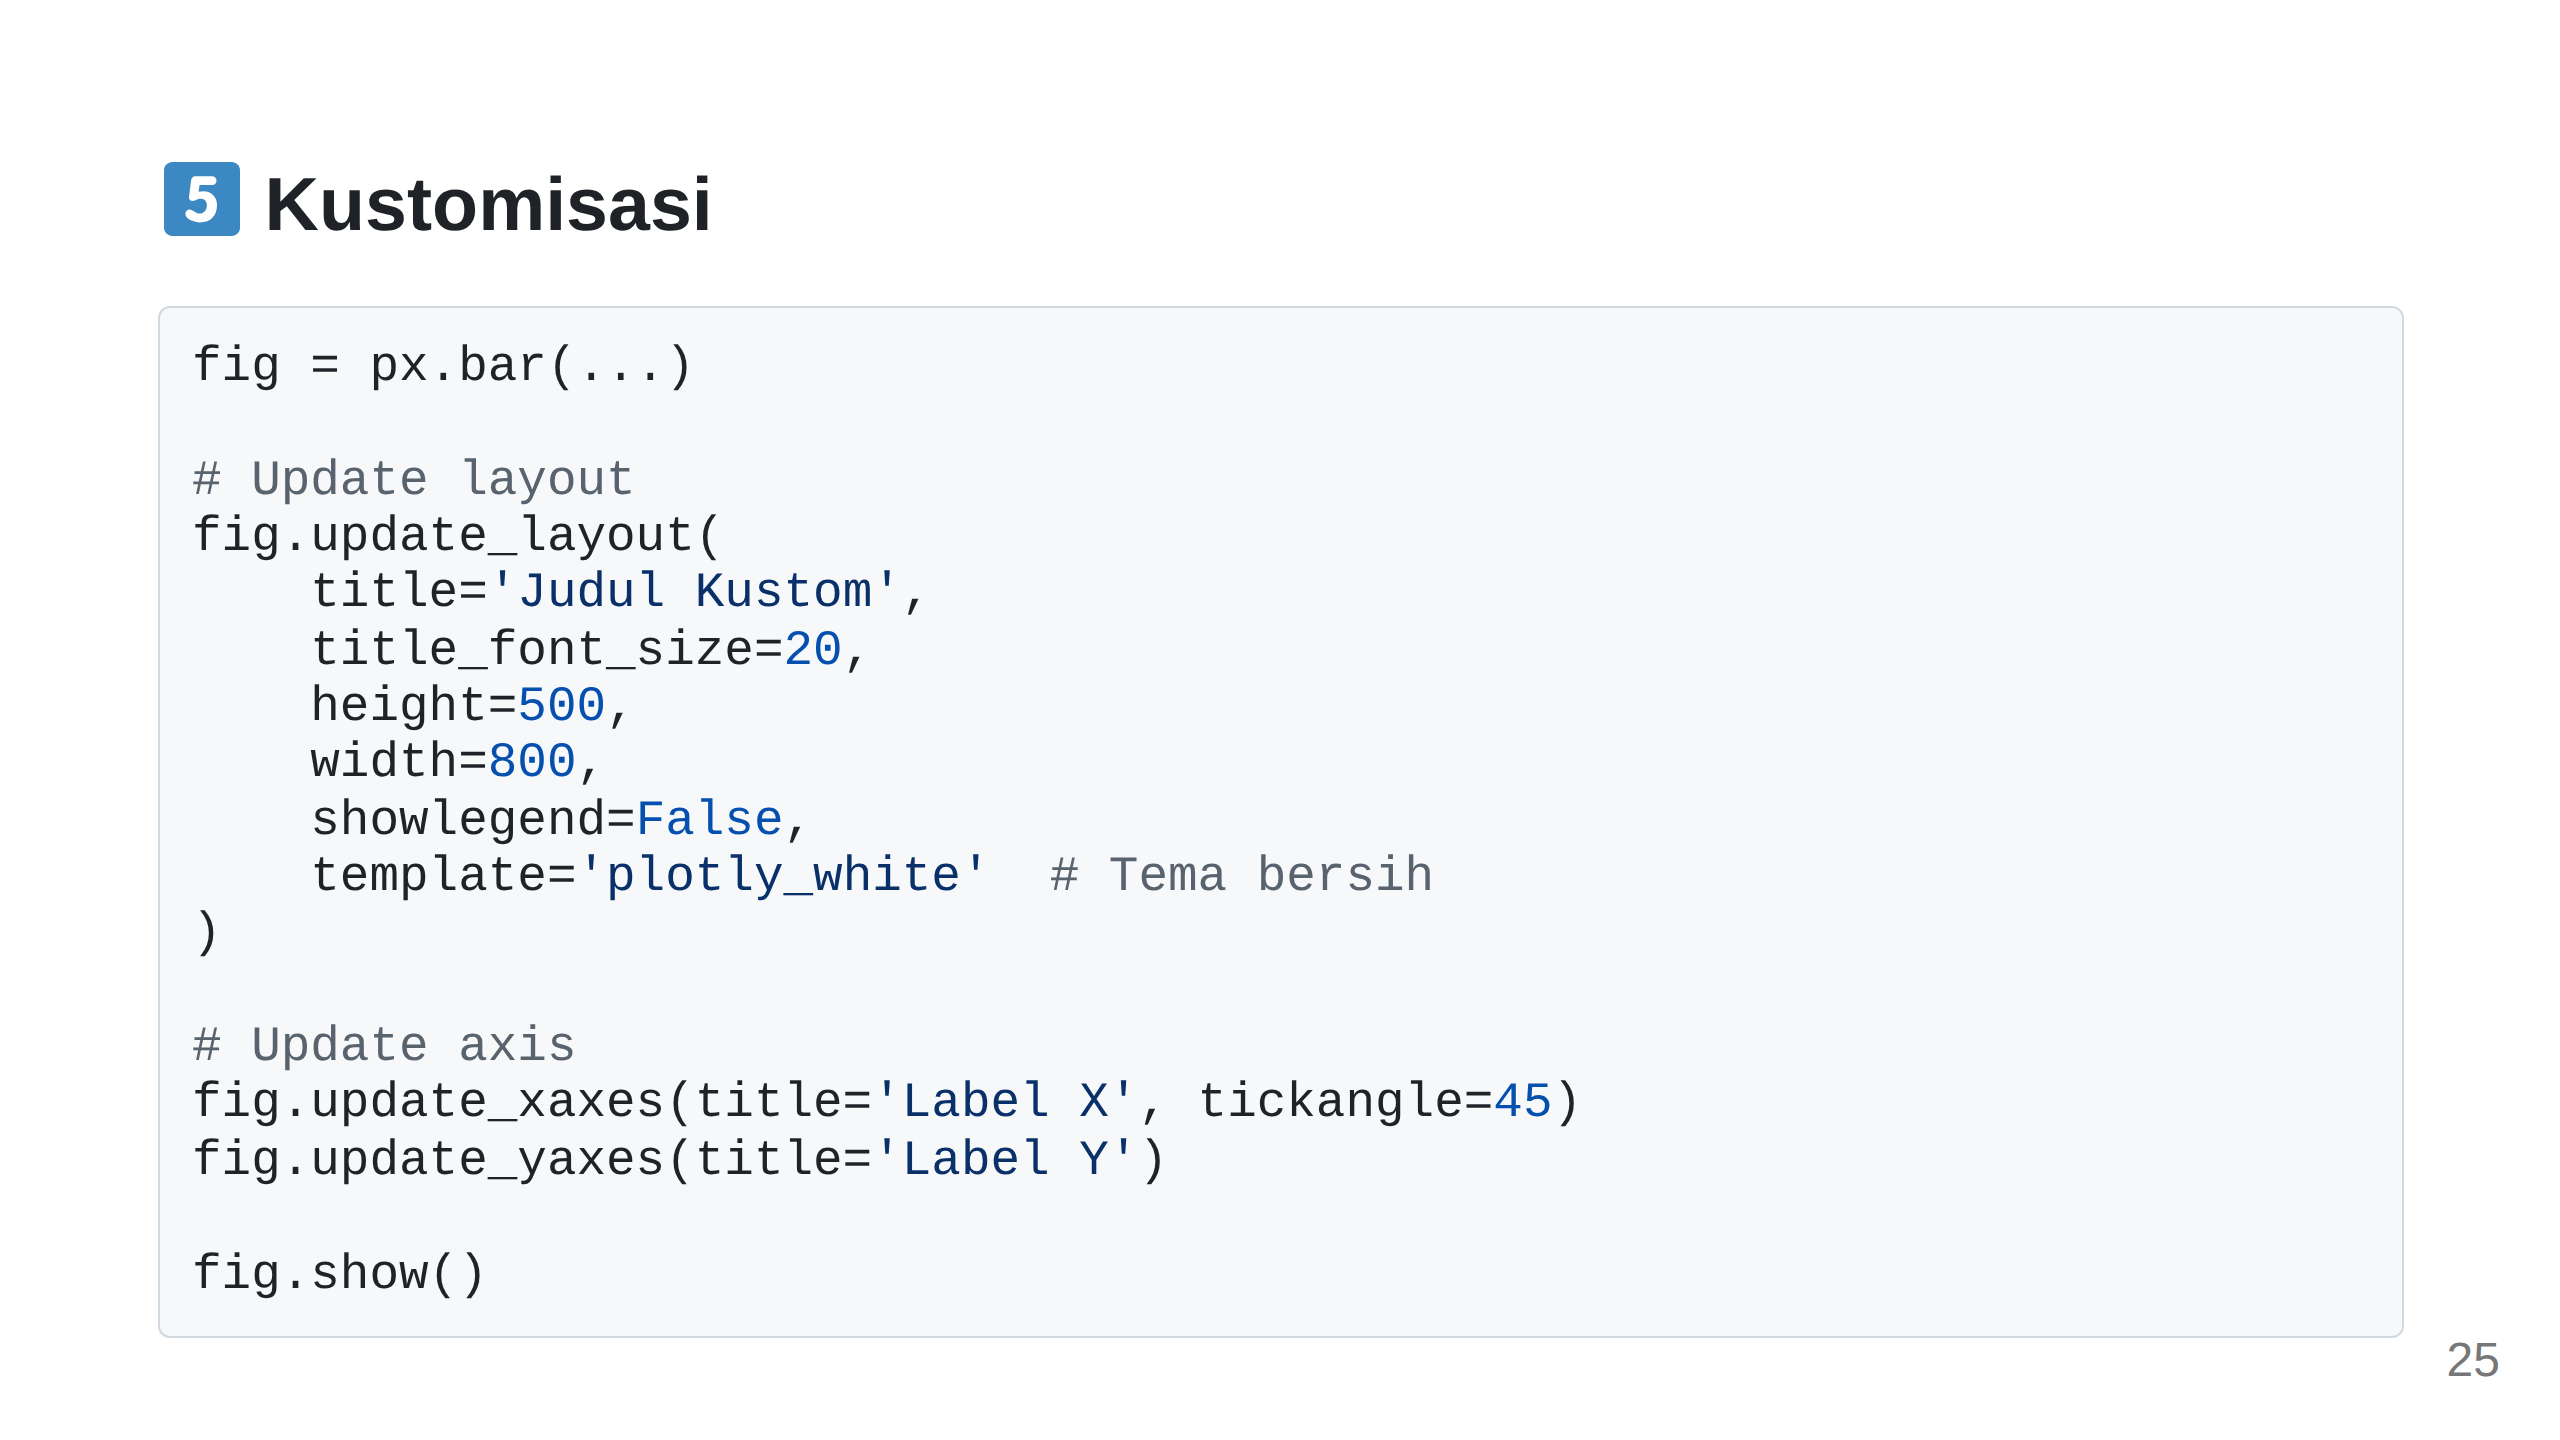 5 Kustomisasi
fig = px.bar(...)
# Update layout
fig.update_layout(
    title='Judul Kustom',
    title_font_size=20,
    height=500,
    width=800,
    showlegend=False,
    template='plotly_white'  # Tema bersih
)
# Update axis
fig.update_xaxes(title='Label X', tickangle=45)
fig.update_yaxes(title='Label Y')
fig.show()
25